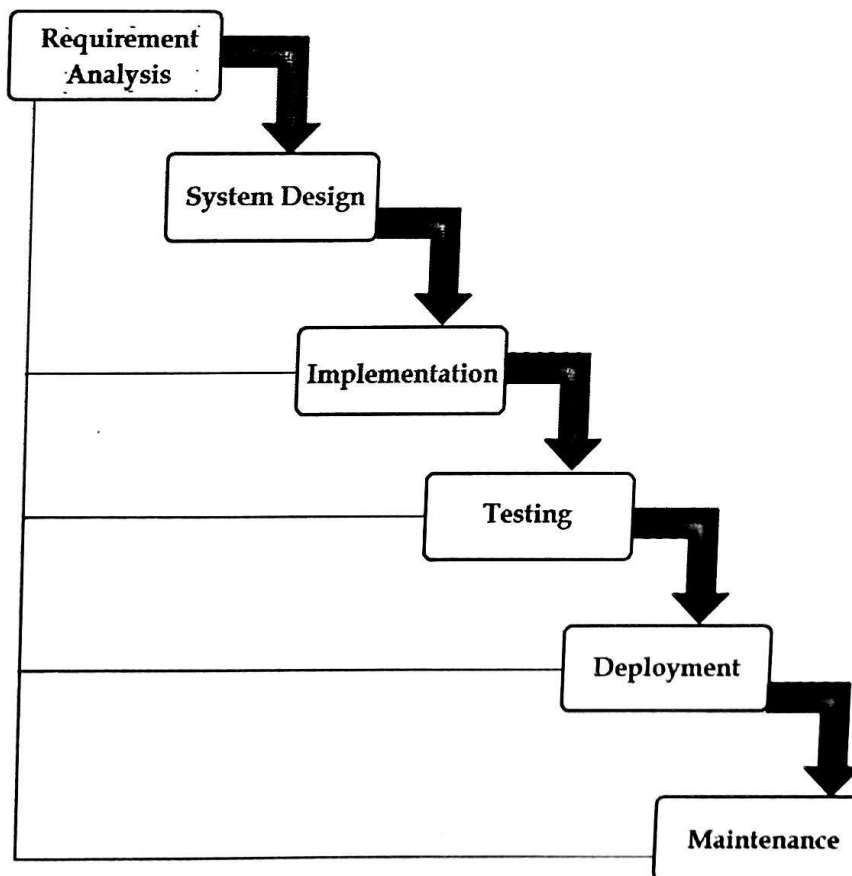 Requirement
Analysis
System Design
Implementation
Testing
Deployment
Maintenance